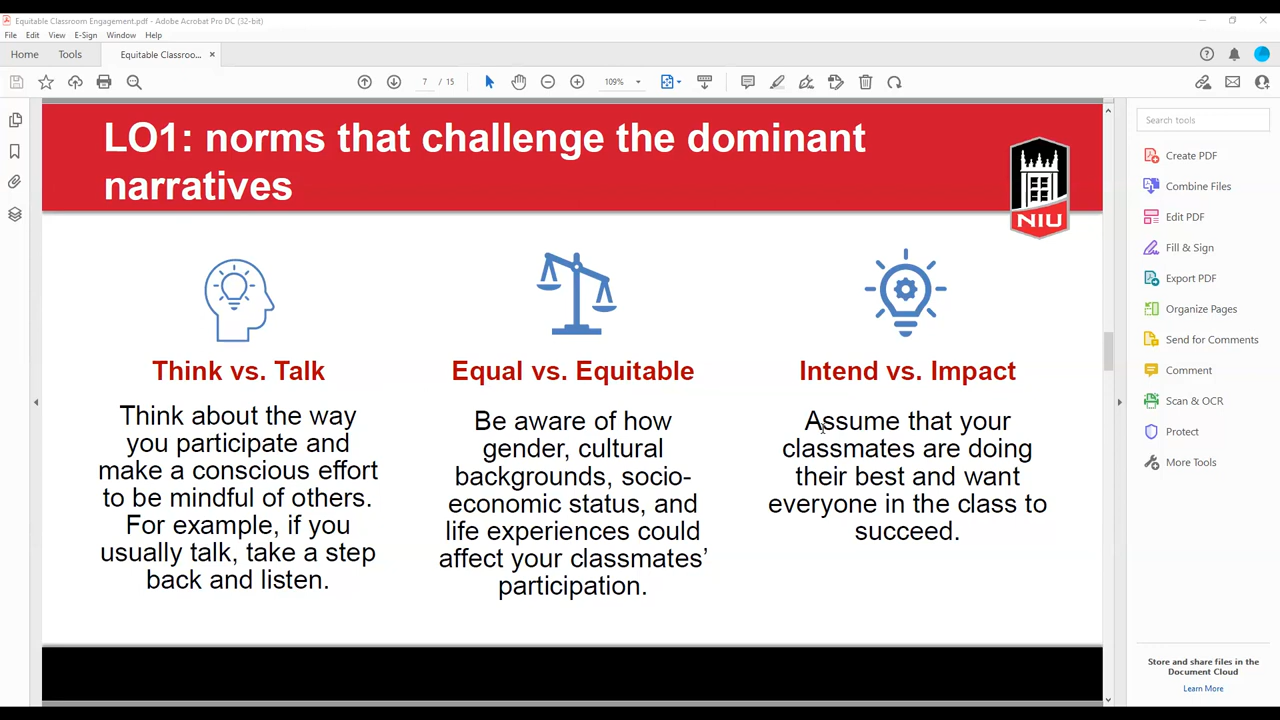 Equitable Classroom Engagement.pdf - Adobe Acrobat Pro DC (32-bit)
File Edit View E-Sign Window Help
Home Tools Equitable Classroo... ×
7 / 15 109%
LO1: norms that challenge the dominant
narratives
NIU
Think vs. Talk
Think about the way
you participate and
make a conscious effort
to be mindful of others.
For example, if you
usually talk, take a step
back and listen.
Equal vs. Equitable
Be aware of how
gender, cultural
backgrounds, socio-
economic status, and
life experiences could
affect your classmates’
participation.
Intend vs. Impact
Assume that your
classmates are doing
their best and want
everyone in the class to
succeed.
Search tools
Create PDF
Combine Files
Edit PDF
Fill & Sign
Export PDF
Organize Pages
Send for Comments
Comment
Scan & OCR
Protect
More Tools
Store and share files in the
Document Cloud
Learn More